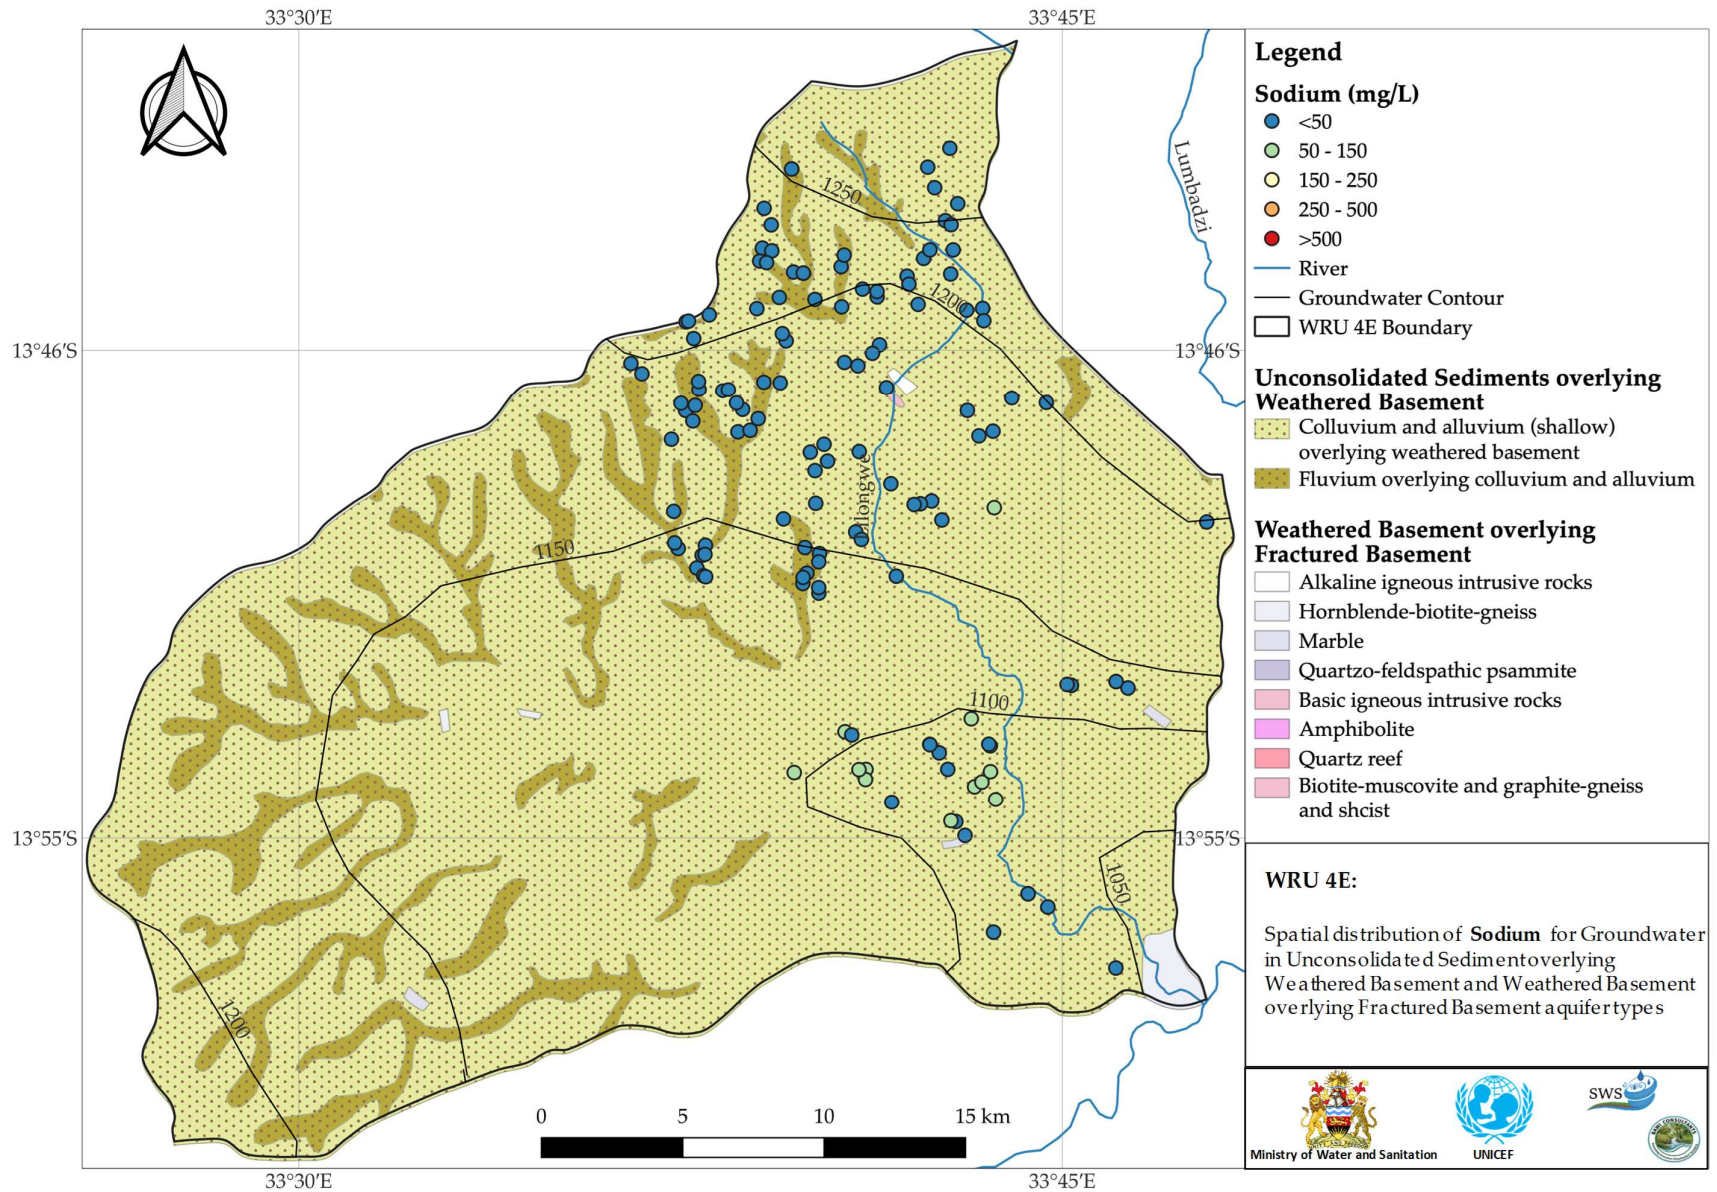 33°30'E
33°45'E
1250
1200
Lumbadzi
13°46'S
13°46'S
Lilongwe
1150
1100
13°55'S
13°55'S
1050
1200
0 5 10 15 km
33°30'E
33°45'E
Legend
Sodium (mg/L)
<50
50 - 150
150 - 250
250 - 500
>500
River
Groundwater Contour
WRU 4E Boundary
Unconsolidated Sediments overlying
Weathered Basement
Colluvium and alluvium (shallow)
overlying weathered basement
Fluvium overlying colluvium and alluvium
Weathered Basement overlying
Fractured Basement
Alkaline igneous intrusive rocks
Hornblende-biotite-gneiss
Marble
Quartzo-feldspathic psammite
Basic igneous intrusive rocks
Amphibolite
Quartz reef
Biotite-muscovite and graphite-gneiss
and shcist
WRU 4E:
Spatial distribution of Sodium for Groundwater
in Unconsolidated Sediment overlying
Weathered Basement and Weathered Basement
overlying Fractured Basement aquifer types
Ministry of Water and Sanitation
UNICEF
SWS